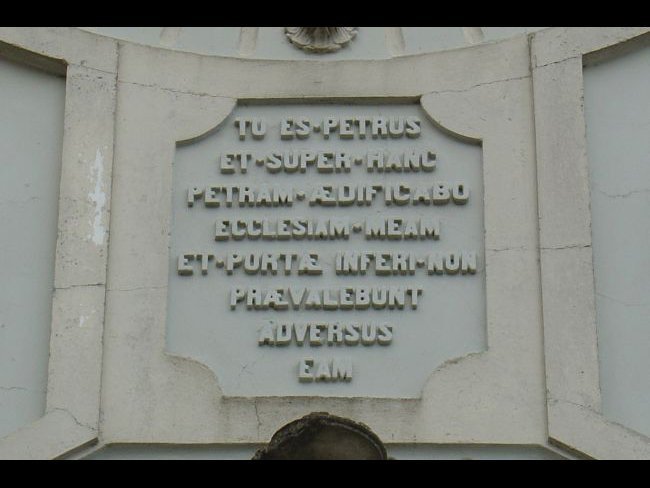 TU ES·PETRUS
ET·SUPER·HANC
PETRAM·ÆDIFICABO
ECCLESIAM·MEAM
ET·PORTÆ INFERI·NON
PRÆVALEBUNT
ADVERSUS
EAM